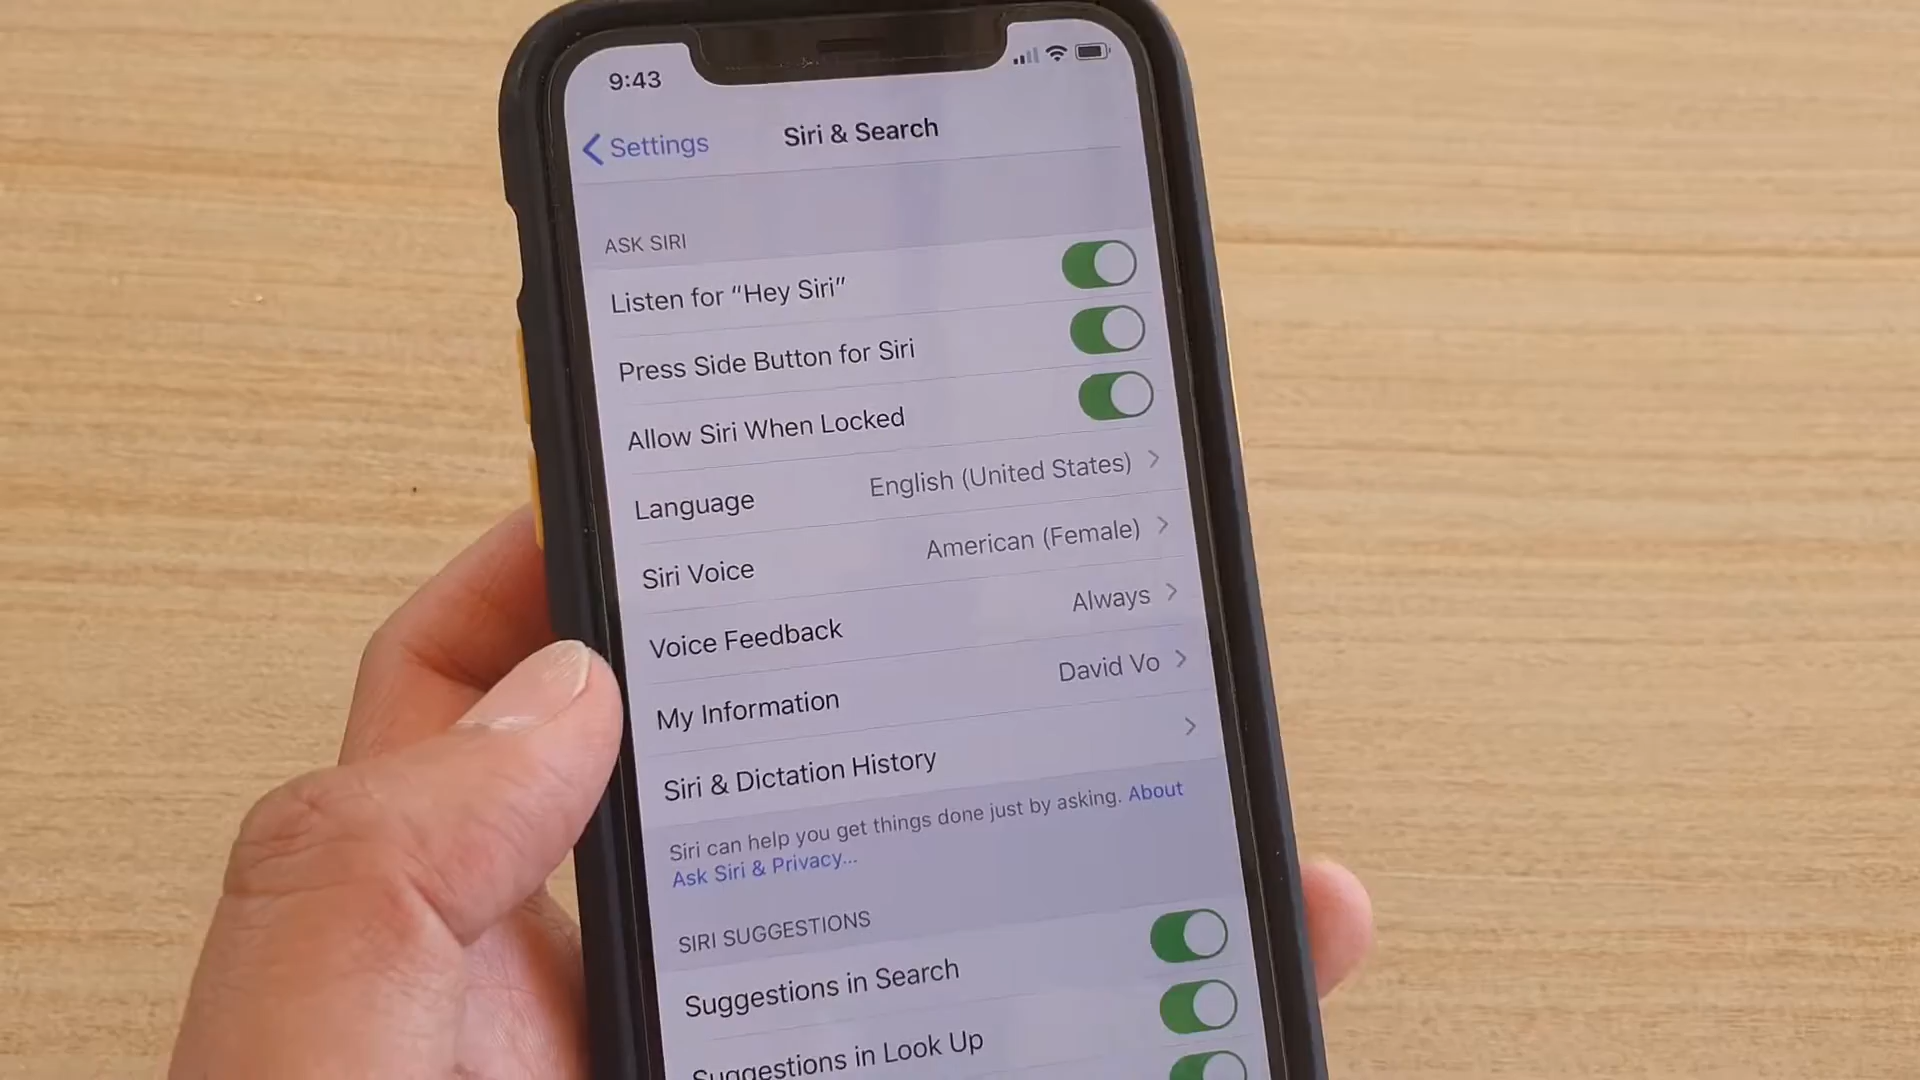 9:43
Settings
Siri & Search
ASK SIRI
Listen for “Hey Siri”
Press Side Button for Siri
Allow Siri When Locked
Language English (United States)
Siri Voice American (Female)
Voice Feedback Always
My Information David Vo
Siri & Dictation History
Siri can help you get things done just by asking. About
Ask Siri & Privacy...
SIRI SUGGESTIONS
Suggestions in Search
Suggestions in Look Up